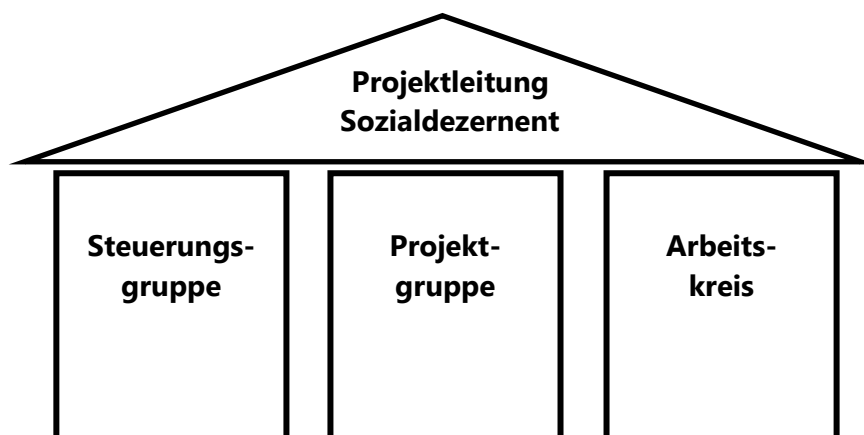 Projektleitung
Sozialdezernent
Steuerungs-
gruppe
Projekt-
gruppe
Arbeits-
kreis